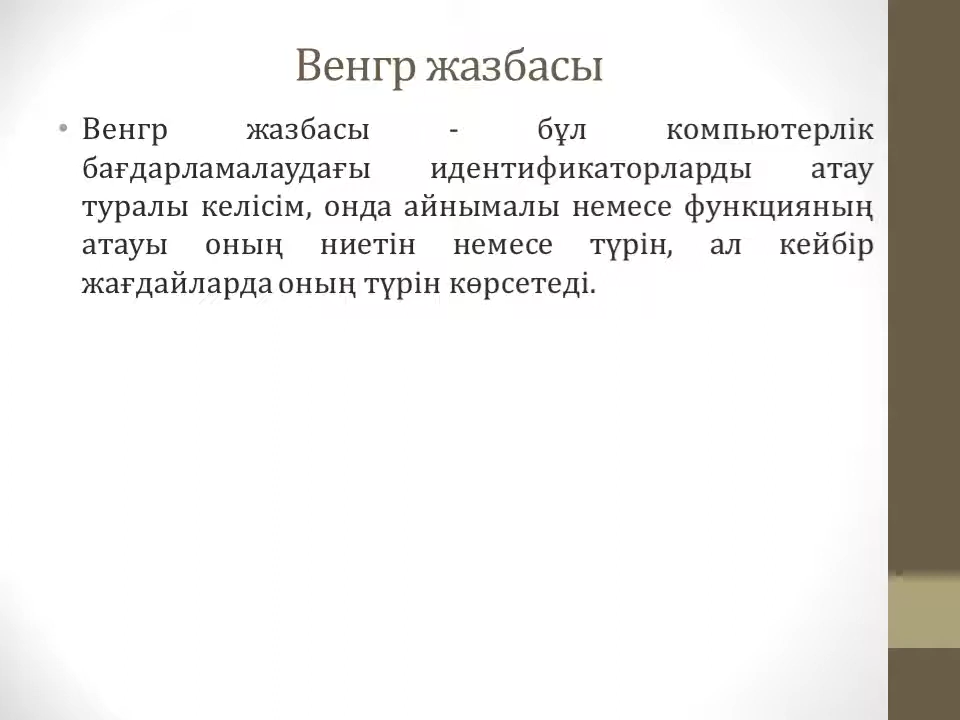 Венгр жазбасы
• Венгр жазбасы - бұл компьютерлік
бағдарламалаудағы идентификаторларды атау
туралы келісім, онда айнымалы немесе функцияның
атауы оның ниетін немесе түрін, ал кейбір
жағдайларда оның түрін көрсетеді.